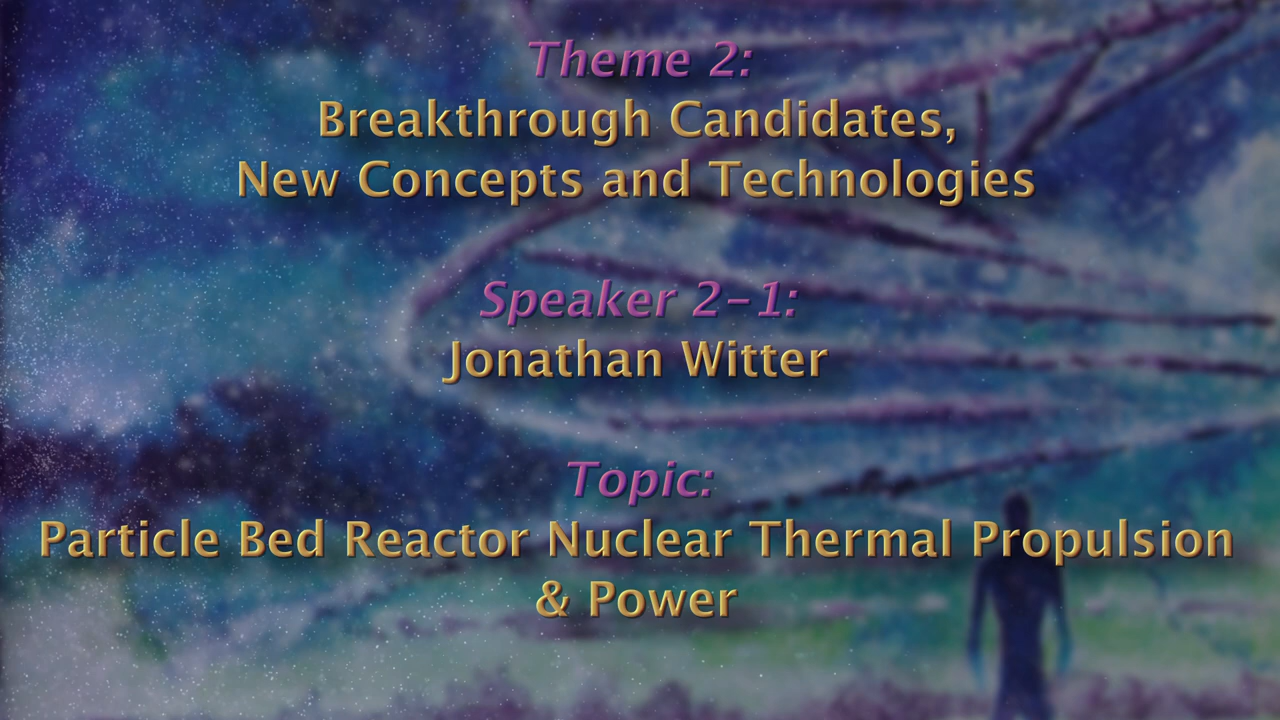 Theme 2:
Breakthrough Candidates,
New Concepts and Technologies
Speaker 2-1:
Jonathan Witter
Topic:
Particle Bed Reactor Nuclear Thermal Propulsion
& Power